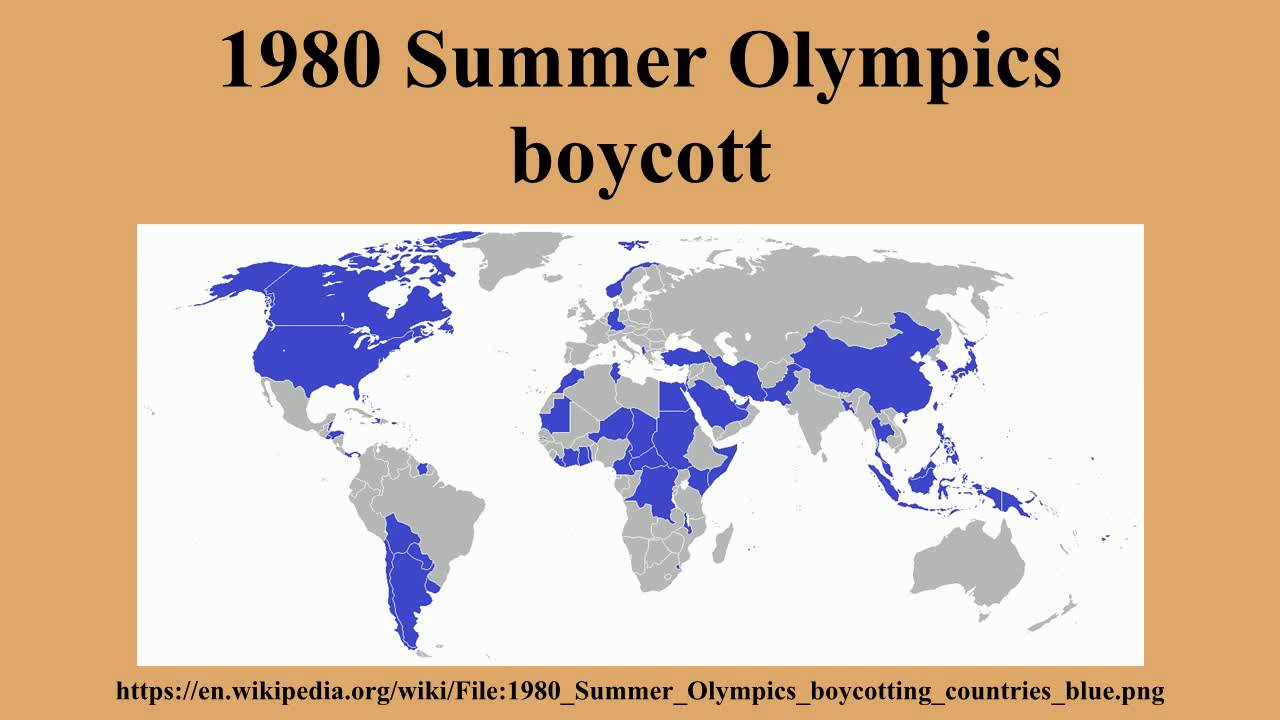 1980 Summer Olympics
boycott
https://en.wikipedia.org/wiki/File:1980_Summer_Olympics_boycotting_countries_blue.png